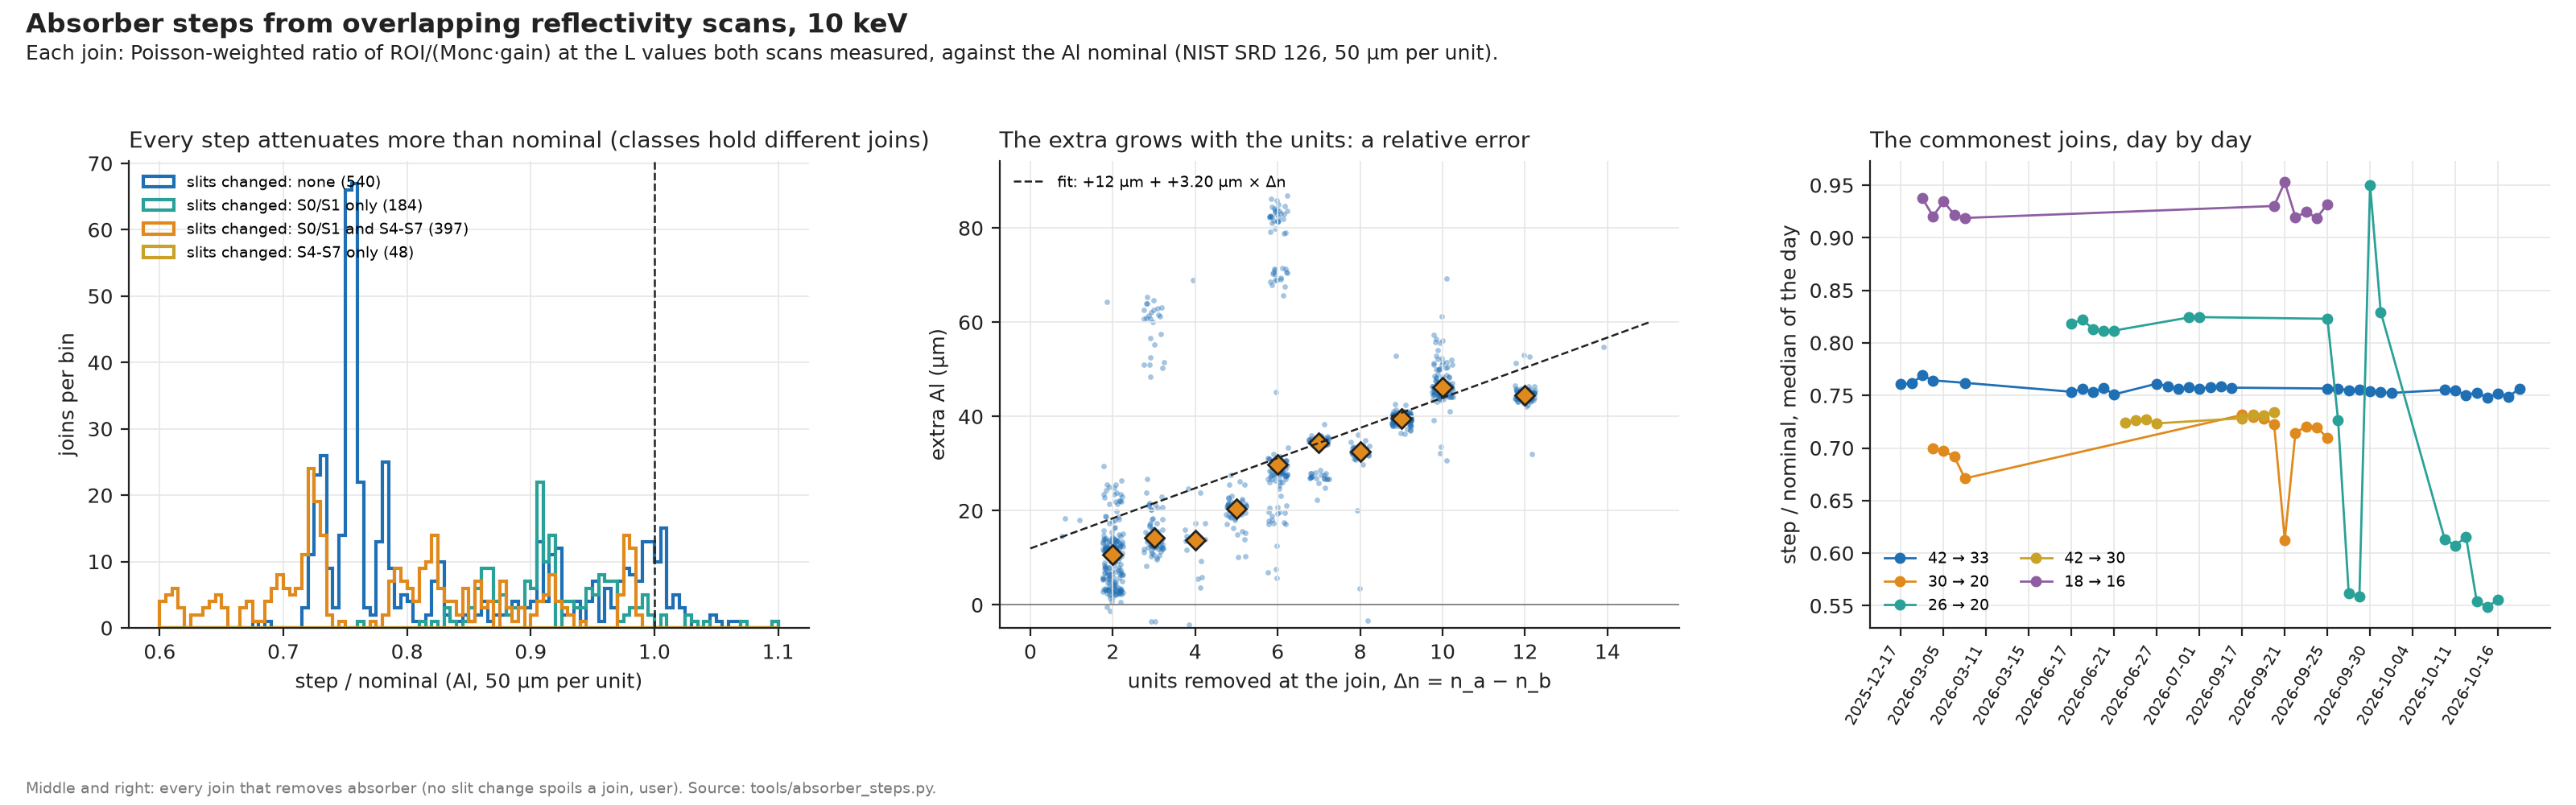 Absorber steps from overlapping reflectivity scans, 10 keV
Each join: Poisson-weighted ratio of ROI/(Monc·gain) at the L values both scans measured, against the Al nominal (NIST SRD 126, 50 µm per unit).
Every step attenuates more than nominal (classes hold different joins)
joins per bin
70
60
50
40
30
20
10
0
slits changed: none (540)
slits changed: S0/S1 only (184)
slits changed: S0/S1 and S4-S7 (397)
slits changed: S4-S7 only (48)
0.6 0.7 0.8 0.9 1.0 1.1
step / nominal (Al, 50 µm per unit)
The extra grows with the units: a relative error
extra Al (µm)
80
60
40
20
0
fit: +12 µm + +3.20 µm × Δn
0 2 4 6 8 10 12 14
units removed at the join, Δn = n_a − n_b
The commonest joins, day by day
step / nominal, median of the day
0.95
0.90
0.85
0.80
0.75
0.70
0.65
0.60
0.55
42 → 33
30 → 20
26 → 20
42 → 30
18 → 16
2025-12-17
2026-03-05
2026-03-11
2026-03-15
2026-06-17
2026-06-21
2026-06-27
2026-07-01
2026-09-17
2026-09-21
2026-09-25
2026-09-30
2026-10-04
2026-10-11
2026-10-16
Middle and right: every join that removes absorber (no slit change spoils a join, user). Source: tools/absorber_steps.py.